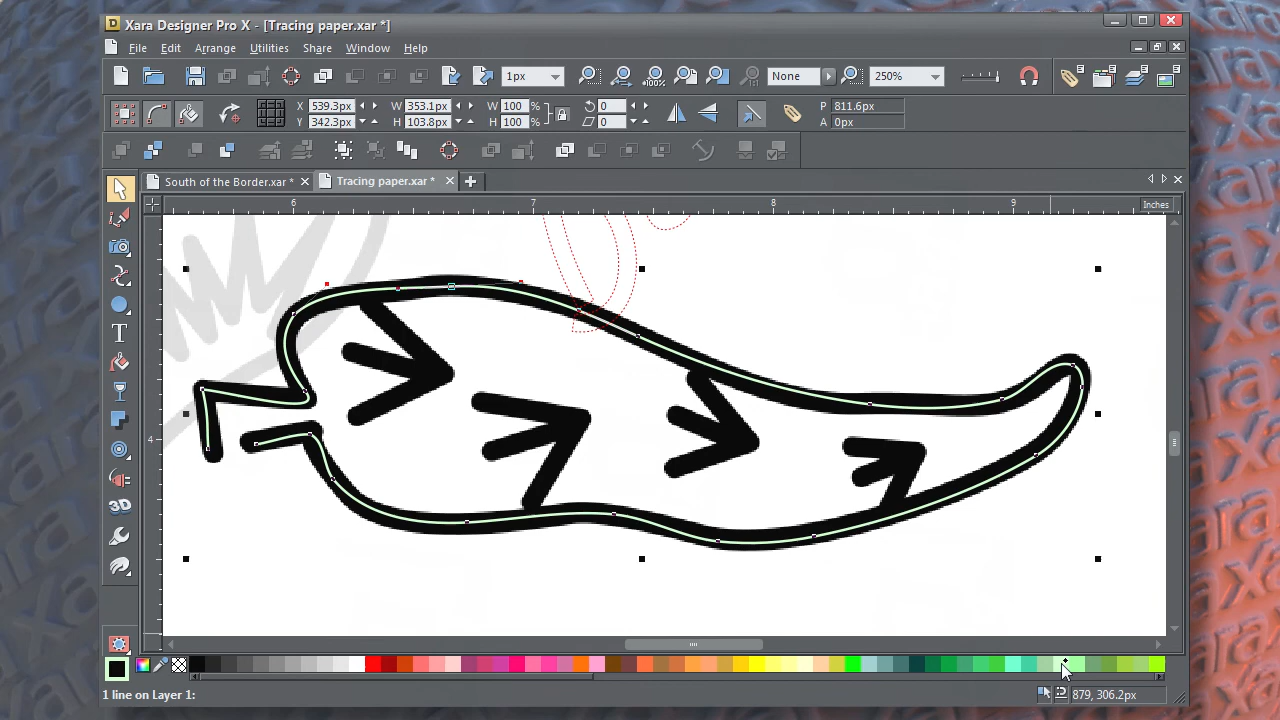 Xara Designer Pro X - [Tracing paper.xar *]
File Edit Arrange Utilities Share Window Help
1px 100% None 250%
X 539.3px W 353.1px W 100 % 0 P 811.6px
Y 342.3px H 103.8px H 100 % 0 A 0px
South of the Border.xar * Tracing paper.xar *
6 7 8 9 Inches
4
T
3D
1 line on Layer 1:
879, 306.2px